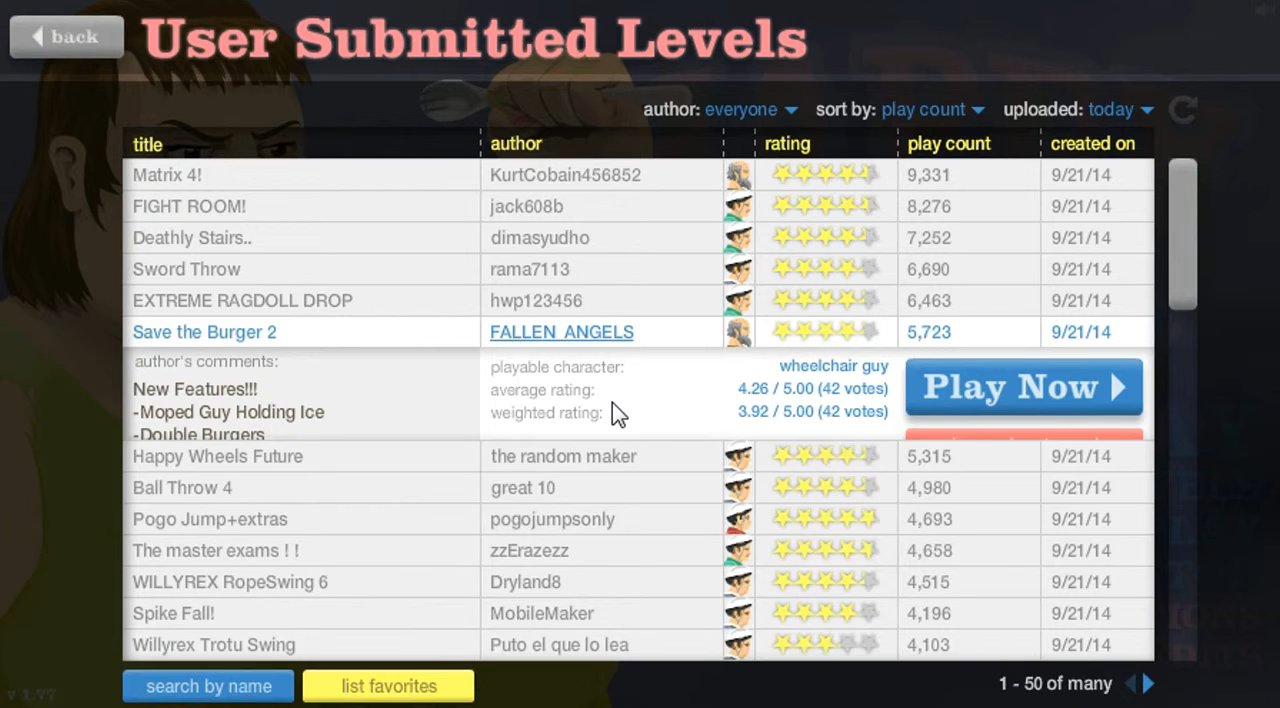 back
User Submitted Levels
author: everyone sort by: play count uploaded: today
title author rating play count created on
Matrix 4! KurtCobain456852 9,331 9/21/14
FIGHT ROOM! jack608b 8,276 9/21/14
Deathly Stairs.. dimasyudho 7,252 9/21/14
Sword Throw rama7113 6,690 9/21/14
EXTREME RAGDOLL DROP hwp123456 6,463 9/21/14
Save the Burger 2 FALLEN ANGELS 5,723 9/21/14
author's comments: playable character: wheelchair guy
New Features!!! average rating: 4.26 / 5.00 (42 votes) Play Now
-Moped Guy Holding Ice weighted rating: 3.92 / 5.00 (42 votes)
-Double Burgers
Happy Wheels Future the random maker 5,315 9/21/14
Ball Throw 4 great 10 4,980 9/21/14
Pogo Jump+extras pogojumpsonly 4,693 9/21/14
The master exams ! ! zzErazezz 4,658 9/21/14
WILLYREX RopeSwing 6 Dryland8 4,515 9/21/14
Spike Fall! MobileMaker 4,196 9/21/14
Willyrex Trotu Swing Puto el que lo lea 4,103 9/21/14
search by name list favorites 1 - 50 of many
v 1.77